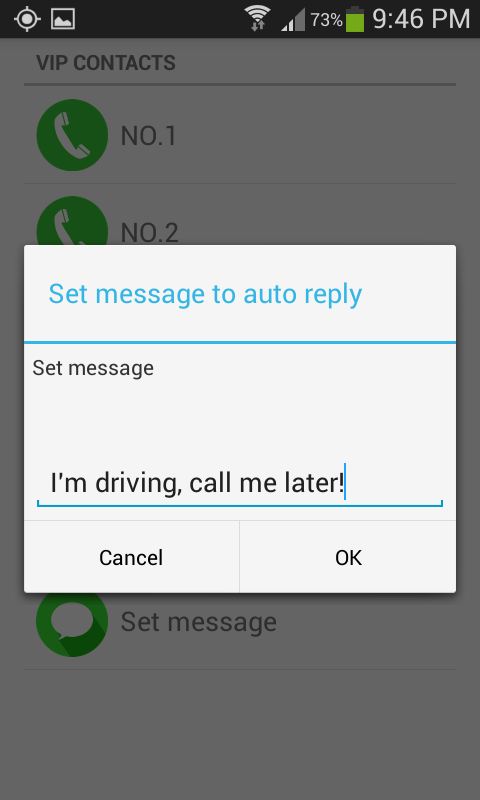 73% 9:46 PM
VIP CONTACTS
NO.1
NO.2
Set message to auto reply
Set message
I'm driving, call me later!
Cancel OK
Set message